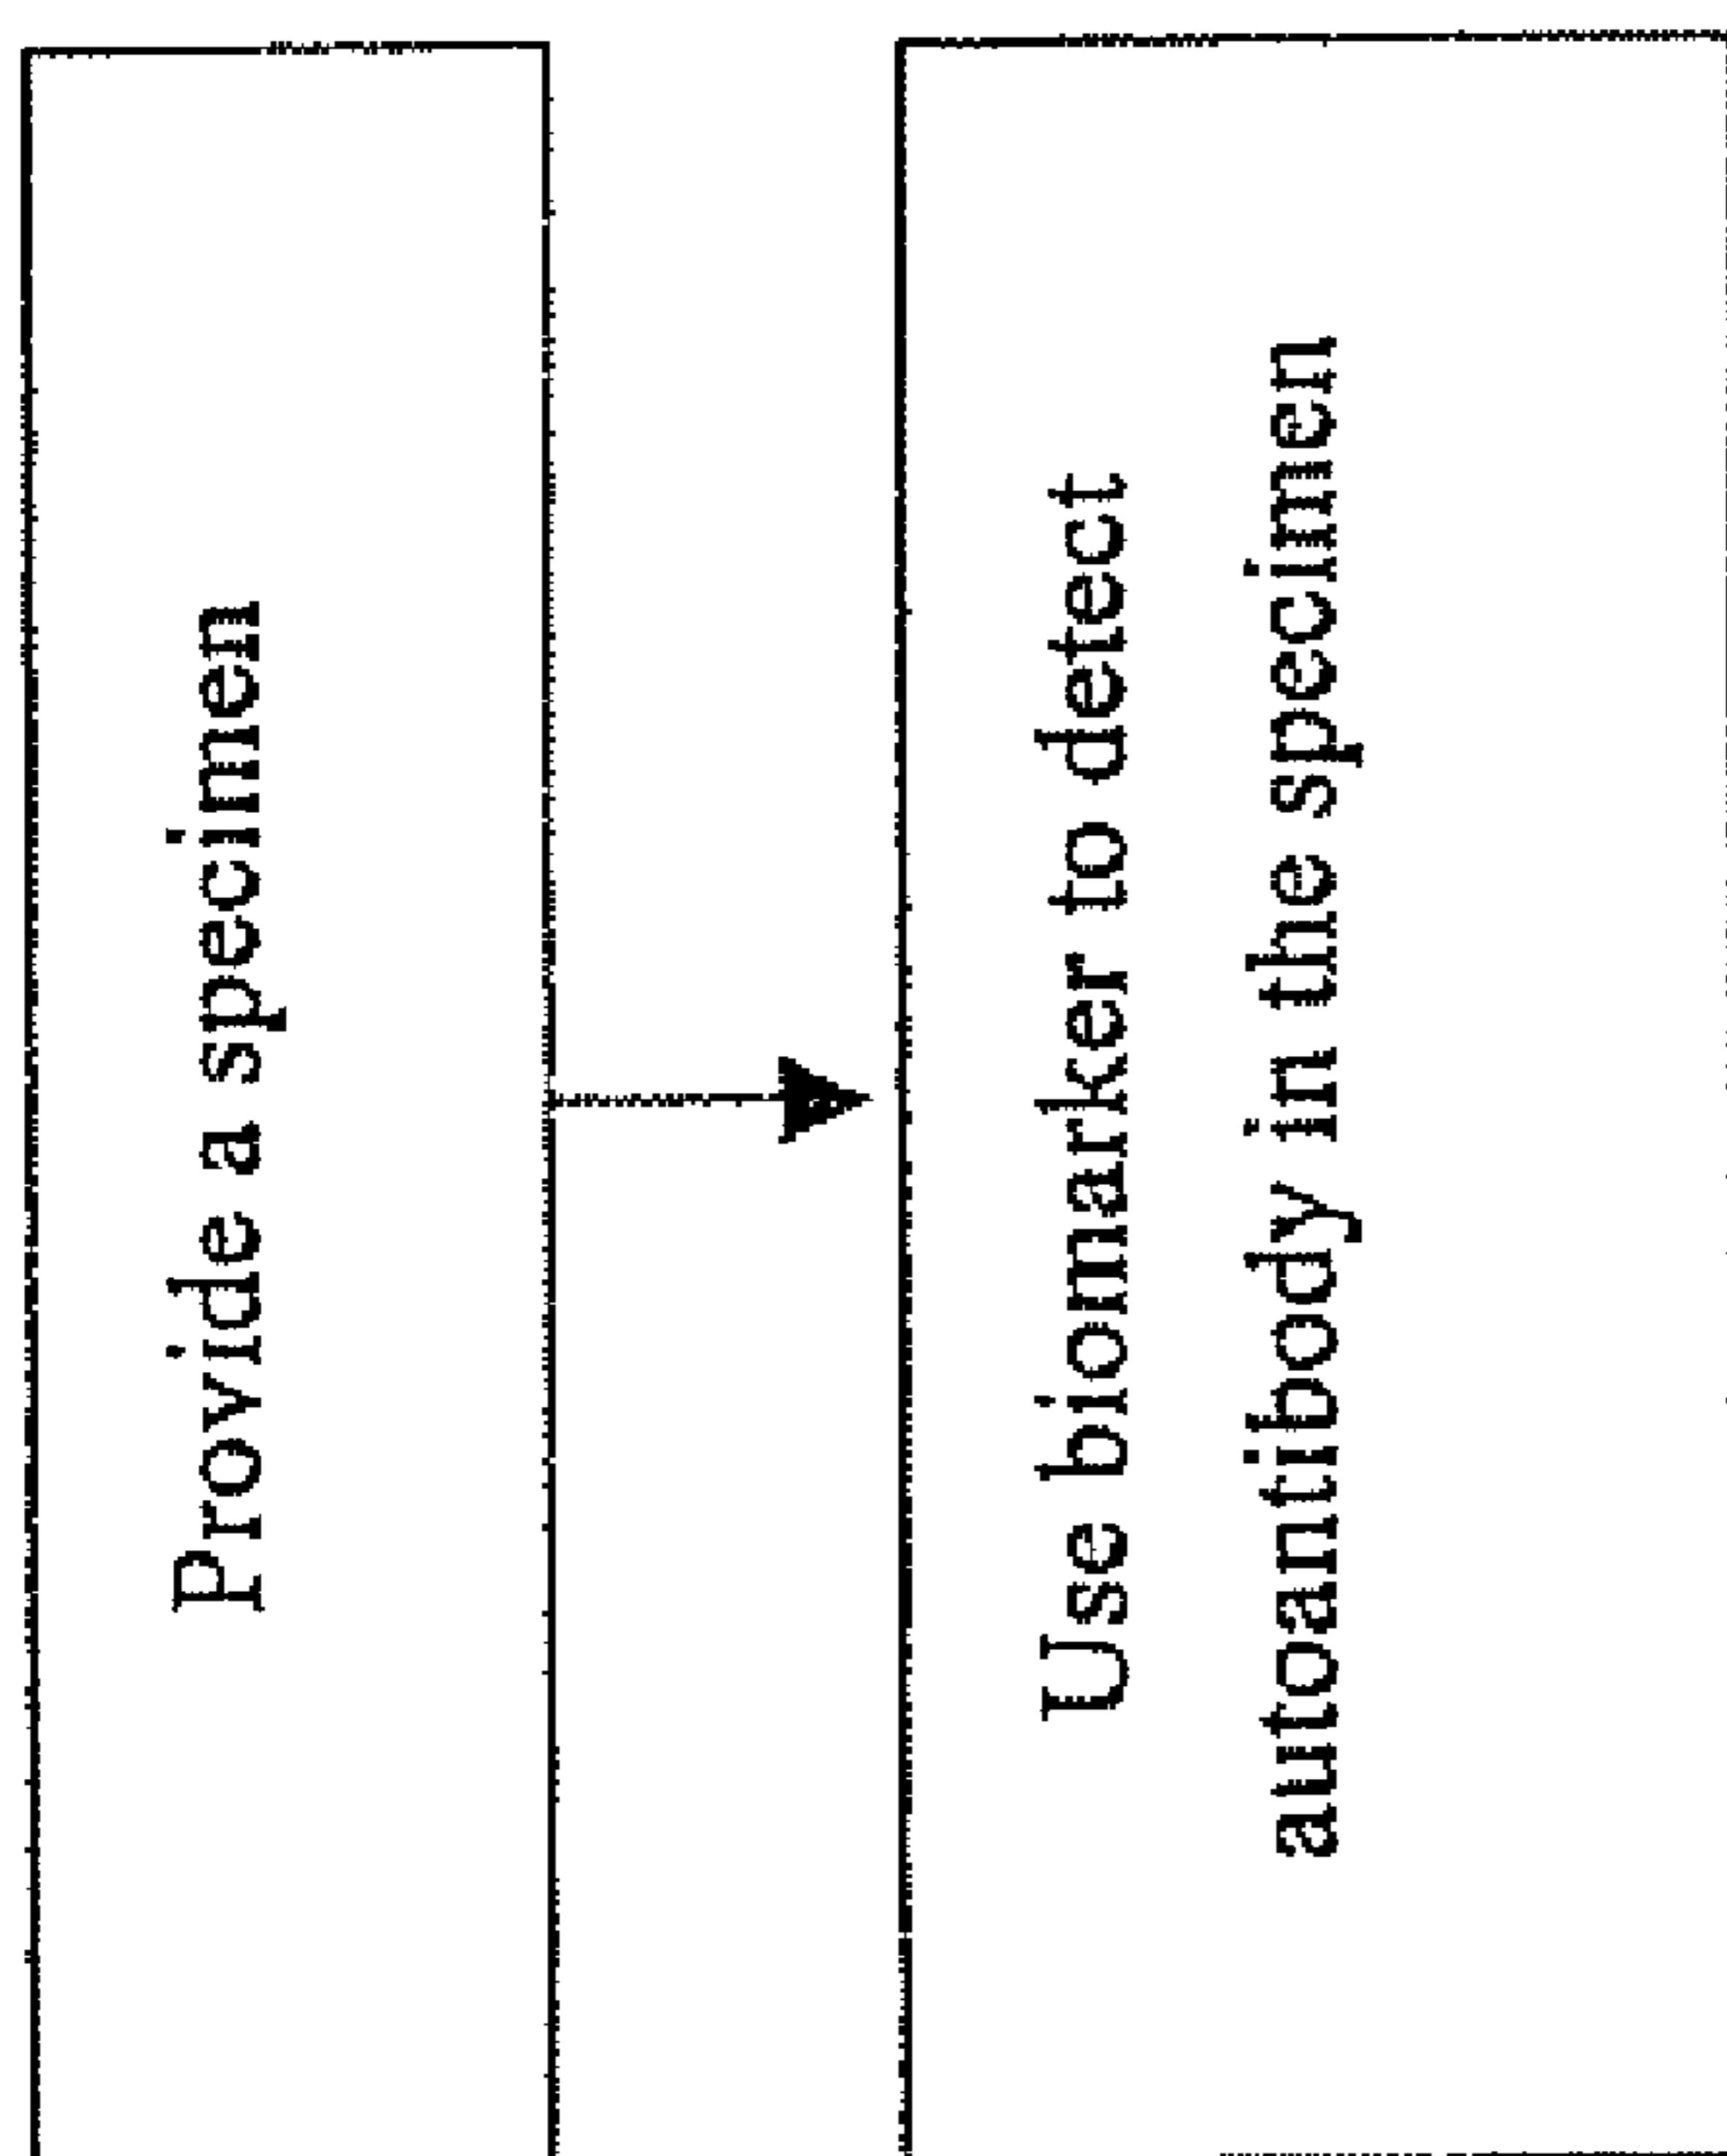 Provide a specimen
Use biomarker to detect
autoantibody in the specimen